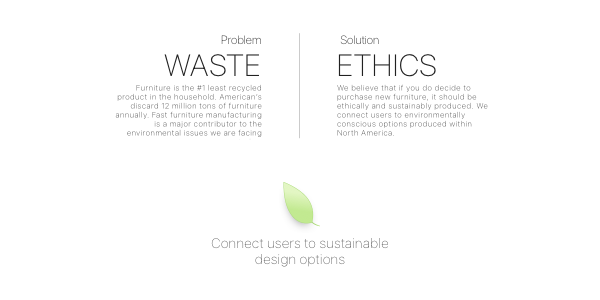 Problem
WASTE
Furniture is the #1 least recycled
product in the household. American's
discard 12 million tons of furniture
annually. Fast furniture manufacturing
is a major contributor to the
environmental issues we are facing
Solution
ETHICS
We believe that if you do decide to
purchase new furniture, it should be
ethically and sustainably produced. We
connect users to environmentally
conscious options produced within
North America.
Connect users to sustainable
design options